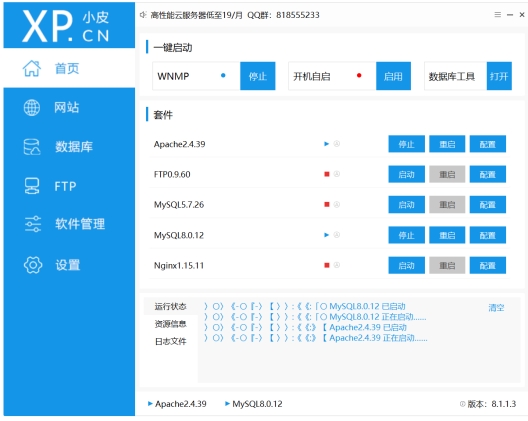 XP.CN 小皮
高性能云服务器低至19/月 QQ群：818555233
首页
网站
数据库
FTP
软件管理
设置
一键启动
WNMP 停止 开机自启 启用 数据库工具 打开
套件
Apache2.4.39 停止 重启 配置
FTP0.9.60 启动 重启 配置
MySQL5.7.26 启动 重启 配置
MySQL8.0.12 停止 重启 配置
Nginx1.15.11 启动 重启 配置
运行状态
资源信息
日志文件
清空
〉〇〉《-〇『-〉【 〉〉:《《:「〇 MySQL8.0.12 已启动
〉〇〉《-〇『-〉【 〉〉:《《:「〇 MySQL8.0.12 正在启动......
〉〇〉《-〇『-〉【 〉〉:《《;》【 Apache2.4.39 已启动
〉〇〉《-〇『-〉【 〉〉:《《;》【 Apache2.4.39 正在启动......
Apache2.4.39 MySQL8.0.12 版本：8.1.1.3